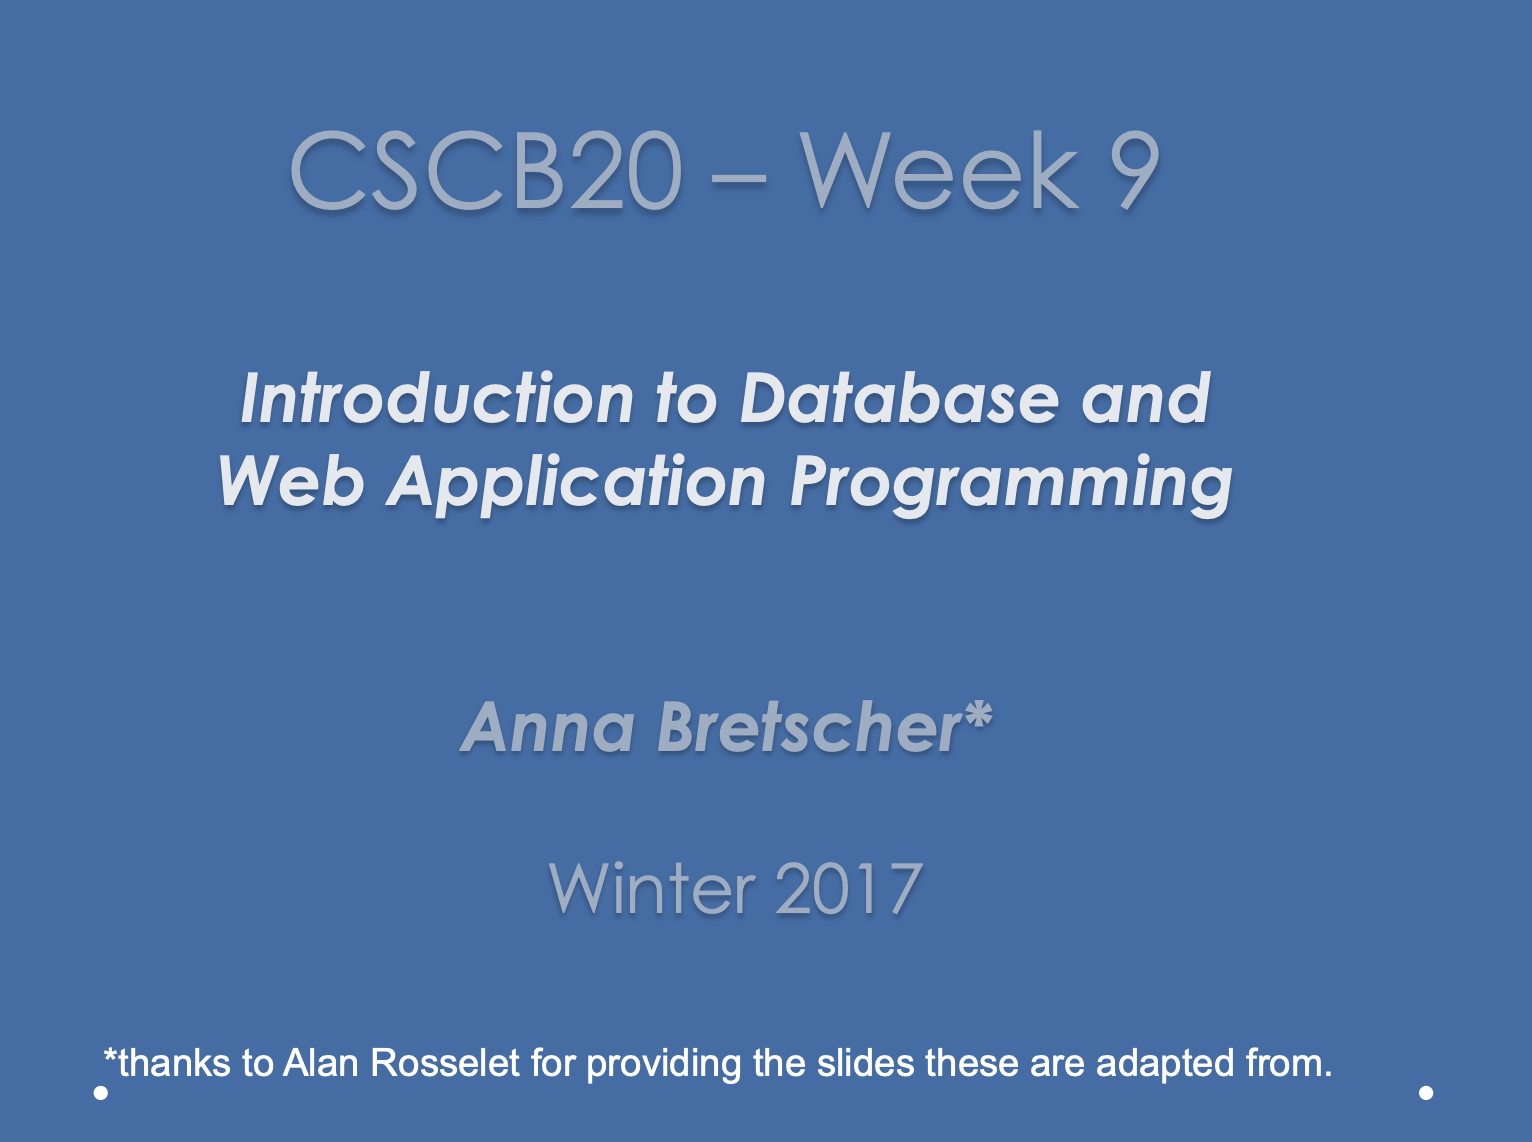 CSCB20 – Week 9
Introduction to Database and
Web Application Programming
Anna Bretscher*
Winter 2017
*thanks to Alan Rosselet for providing the slides these are adapted from.